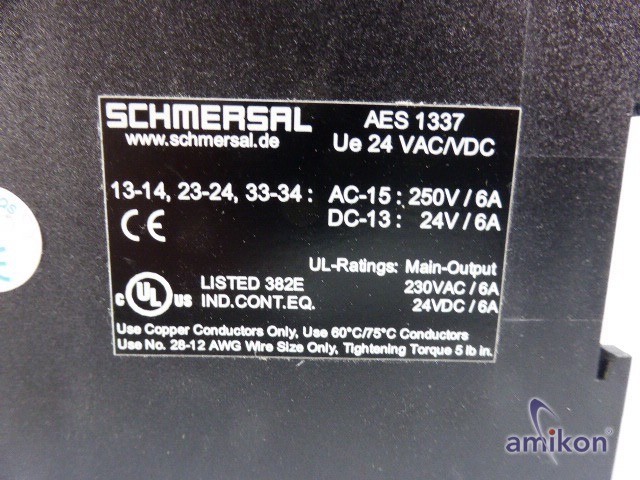 SCHMERSAL
www.schmersal.de
AES 1337
Ue 24 VAC/VDC
13-14, 23-24, 33-34 : AC-15 : 250V / 6A
DC-13 : 24V / 6A
CE
UL-Ratings: Main-Output
C UL US LISTED 382E 230VAC / 6A
IND.CONT.EQ. 24VDC / 6A
Use Copper Conductors Only, Use 60°C/75°C Conductors
Use No. 28-12 AWG Wire Size Only, Tightening Torque 5 lb in.
amikon